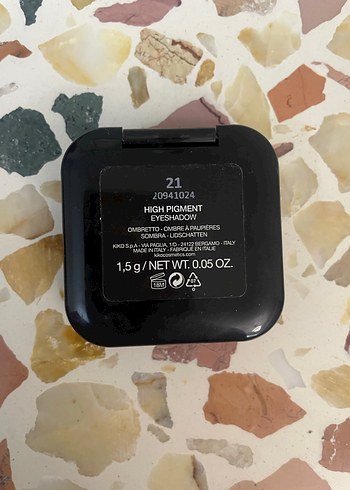 21
20941024
HIGH PIGMENT
EYESHADOW
OMBRETTO - OMBRE À PAUPIÈRES
SOMBRA - LIDSCHATTEN
KIKO S.p.A - VIA PAGLIA, 1/D - 24122 BERGAMO - ITALY
MADE IN ITALY - FABRIQUÉ EN ITALIE
kikocosmetics.com
1,5 g / NET WT. 0.05 OZ.
18M